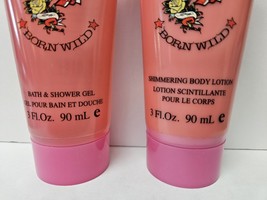 BORN WILD
BATH & SHOWER GEL
GEL POUR BAIN ET DOUCHE
3 Fl.Oz. 90 mL e
BORN WILD
SHIMMERING BODY LOTION
LOTION SCINTILLANTE
POUR LE CORPS
3 Fl.Oz. 90 mL e